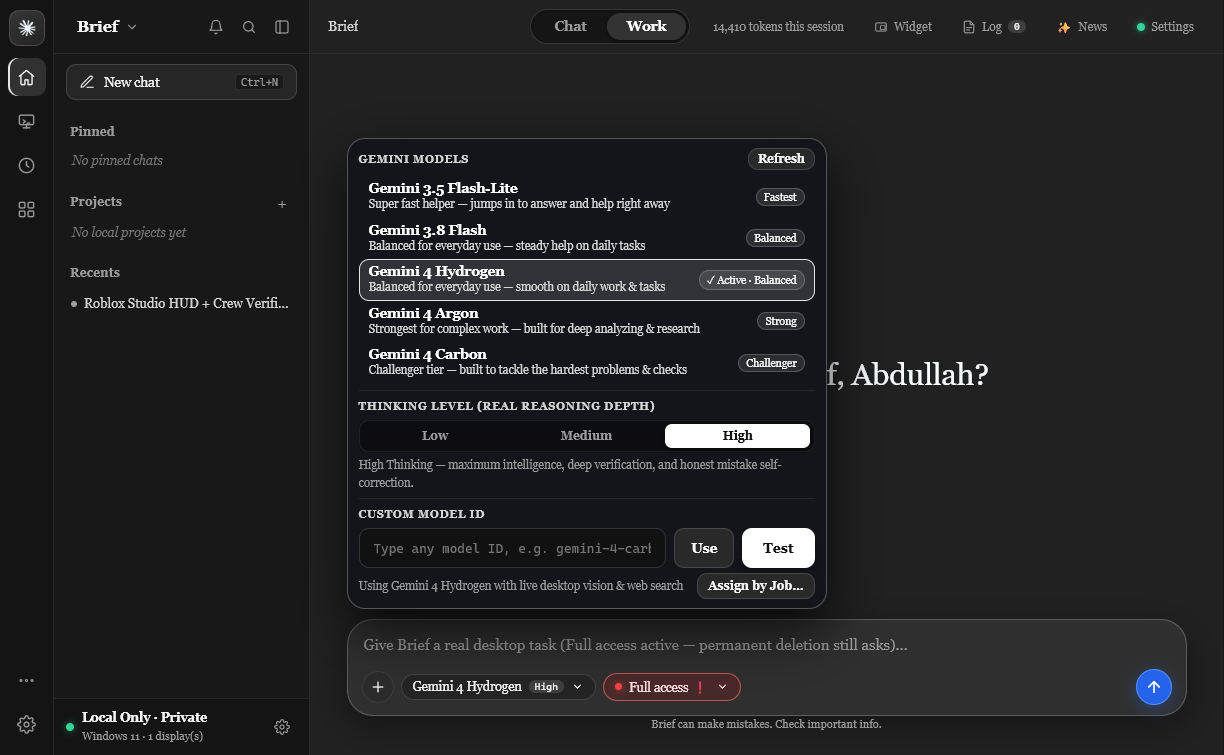 Brief
Brief
Chat
Work
14,410 tokens this session
Widget
Log 0
News
Settings
New chat
Ctrl+N
Pinned
No pinned chats
Projects
+
No local projects yet
Recents
Roblox Studio HUD + Crew Verifi...
Local Only · Private
Windows 11 · 1 display(s)
GEMINI MODELS
Refresh
Gemini 3.5 Flash-Lite
Super fast helper — jumps in to answer and help right away
Fastest
Gemini 3.8 Flash
Balanced for everyday use — steady help on daily tasks
Balanced
Gemini 4 Hydrogen
Balanced for everyday use — smooth on daily work & tasks
✓ Active · Balanced
Gemini 4 Argon
Strongest for complex work — built for deep analyzing & research
Strong
Gemini 4 Carbon
Challenger tier — built to tackle the hardest problems & checks
Challenger
f, Abdullah?
THINKING LEVEL (REAL REASONING DEPTH)
Low
Medium
High
High Thinking — maximum intelligence, deep verification, and honest mistake self-
correction.
CUSTOM MODEL ID
Type any model ID, e.g. gemini-4-carb
Use
Test
Using Gemini 4 Hydrogen with live desktop vision & web search
Assign by Job...
Give Brief a real desktop task (Full access active — permanent deletion still asks)...
+
Gemini 4 Hydrogen High
Full access !
Brief can make mistakes. Check important info.